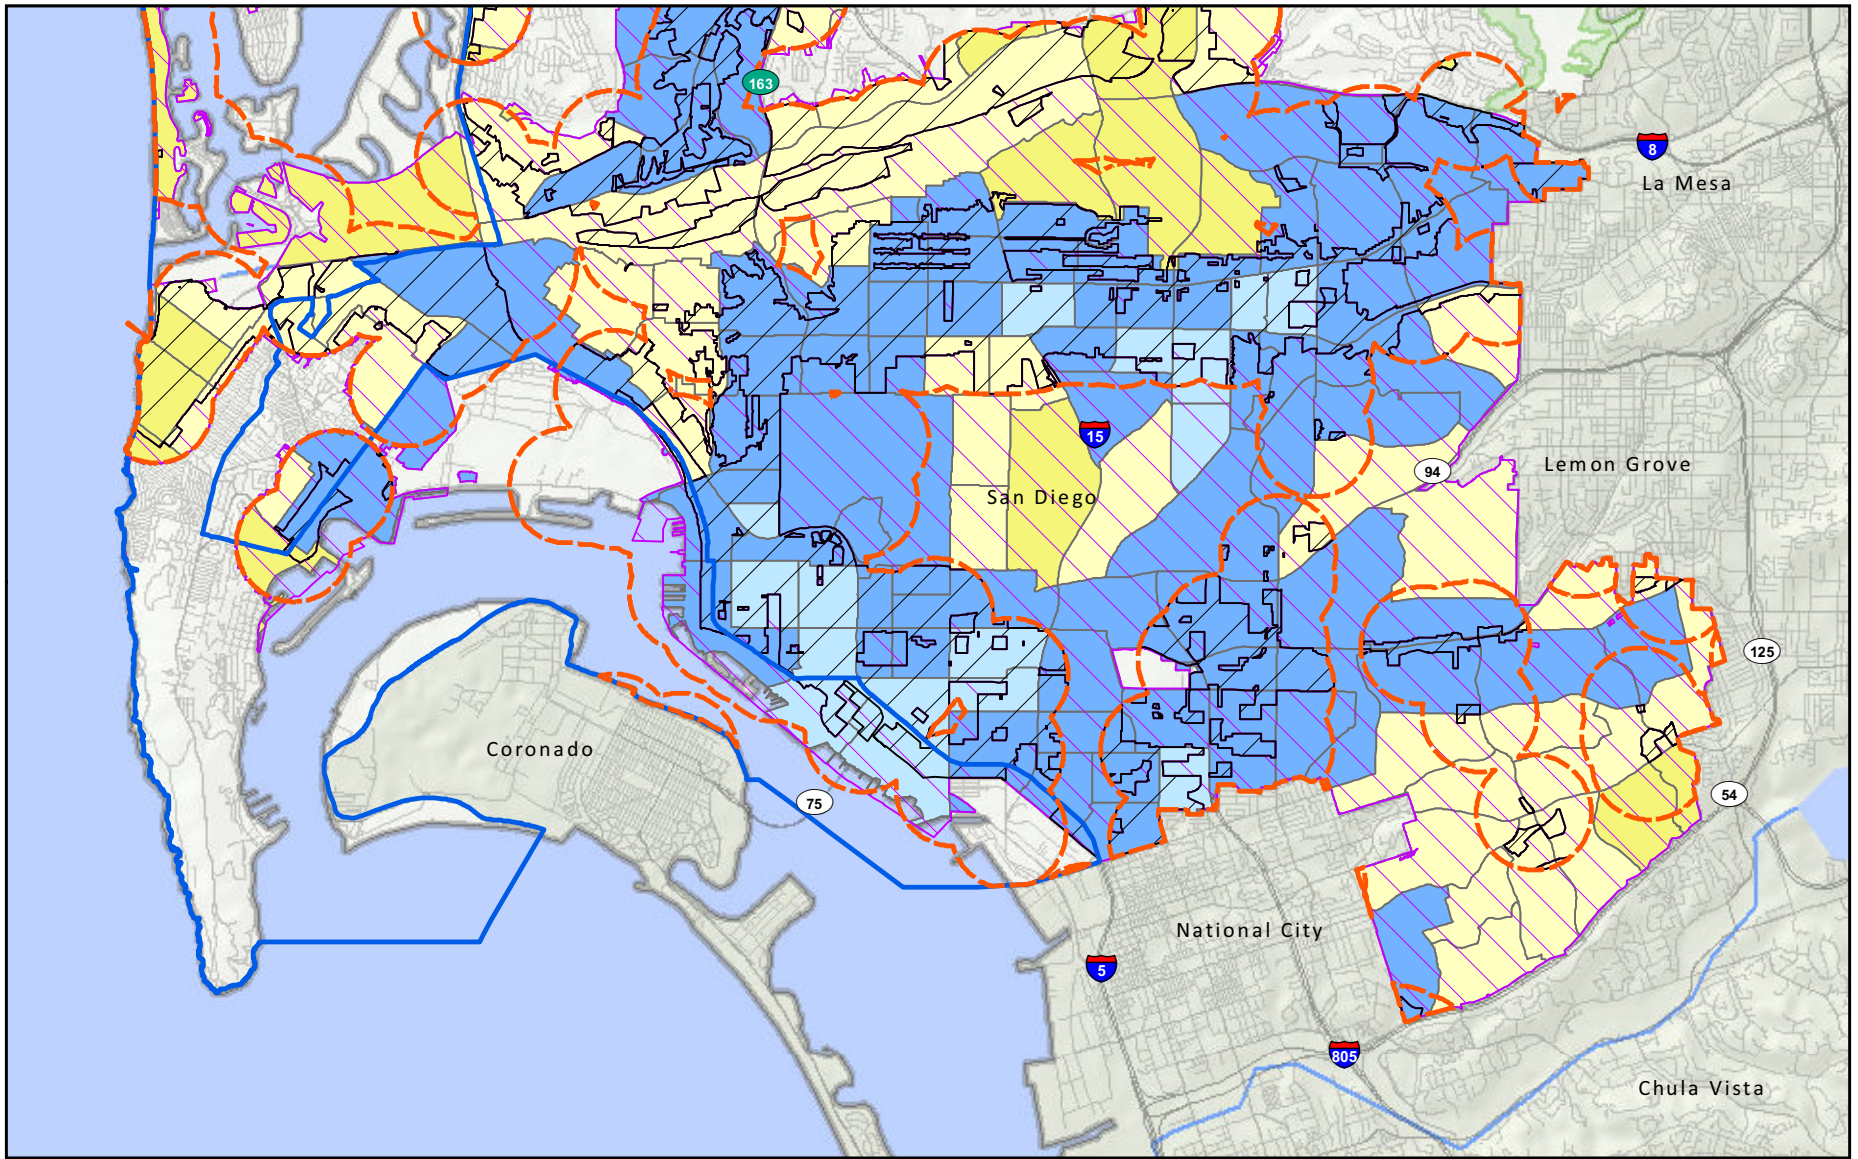 163
8
La Mesa
15
94
Lemon Grove
San Diego
125
Coronado
75
54
National City
5
805
Chula Vista